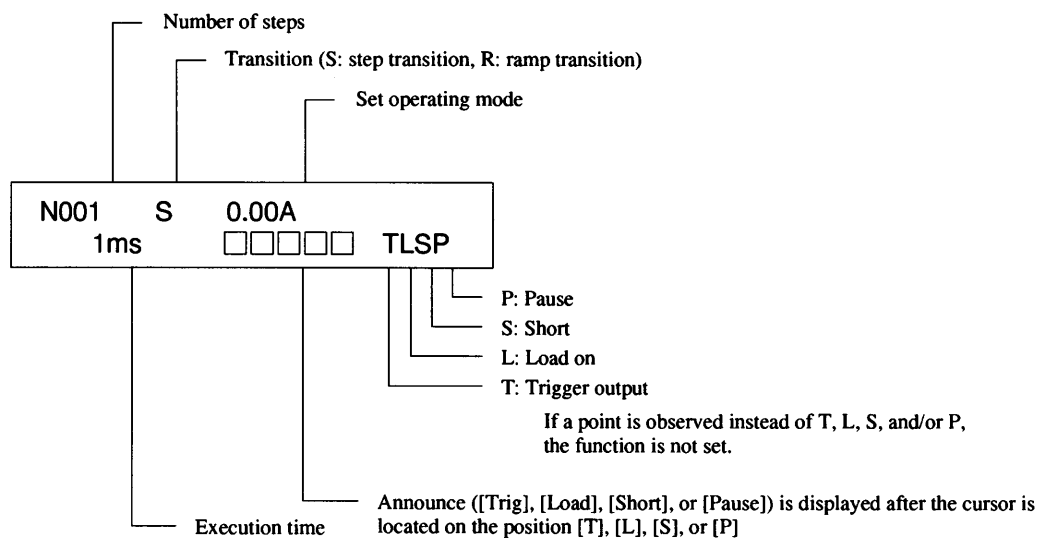 Number of steps
Transition (S: step transition, R: ramp transition)
Set operating mode
N001 S 0.00A
1ms □□□□□ TLSP
P: Pause
S: Short
L: Load on
T: Trigger output
If a point is observed instead of T, L, S, and/or P,
the function is not set.
Announce ([Trig], [Load], [Short], or [Pause]) is displayed after the cursor is
located on the position [T], [L], [S], or [P]
Execution time